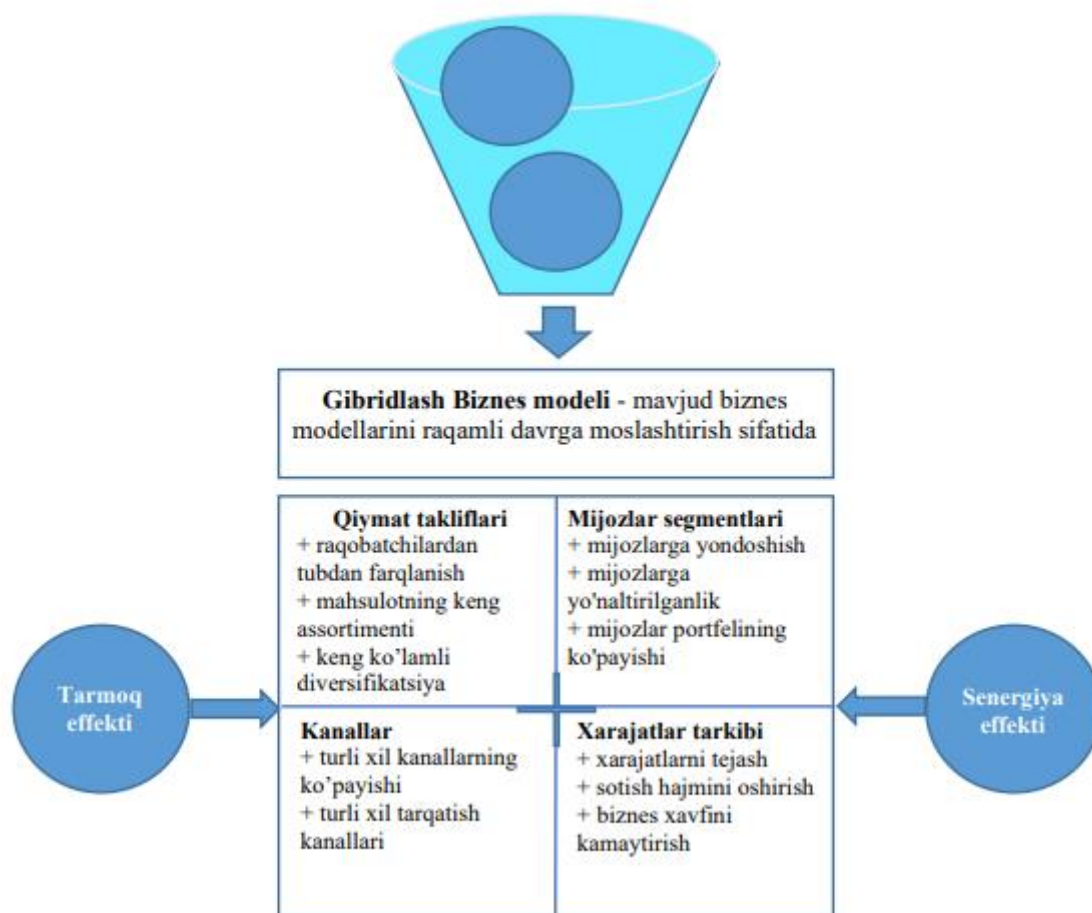 Gibridlash Biznes modeli - mavjud biznes
modellarini raqamli davrga moslashtirish sifatida
Qiymat takliflari
+ raqobatchilardan
tubdan farqlanish
+ mahsulotning keng
assortimenti
+ keng ko’lamli
diversifikatsiya
Mijozlar segmentlari
+ mijozlarga yondoshish
+ mijozlarga
yo'naltirilganlik
+ mijozlar portfelining
ko'payishi
Tarmoq
effekti
Senergiya
effekti
Kanallar
+ turli xil kanallarning
ko’payishi
+ turli xil tarqatish
kanallari
Xarajatlar tarkibi
+ xarajatlarni tejash
+ sotish hajmini oshirish
+ biznes xavfini
kamaytirish